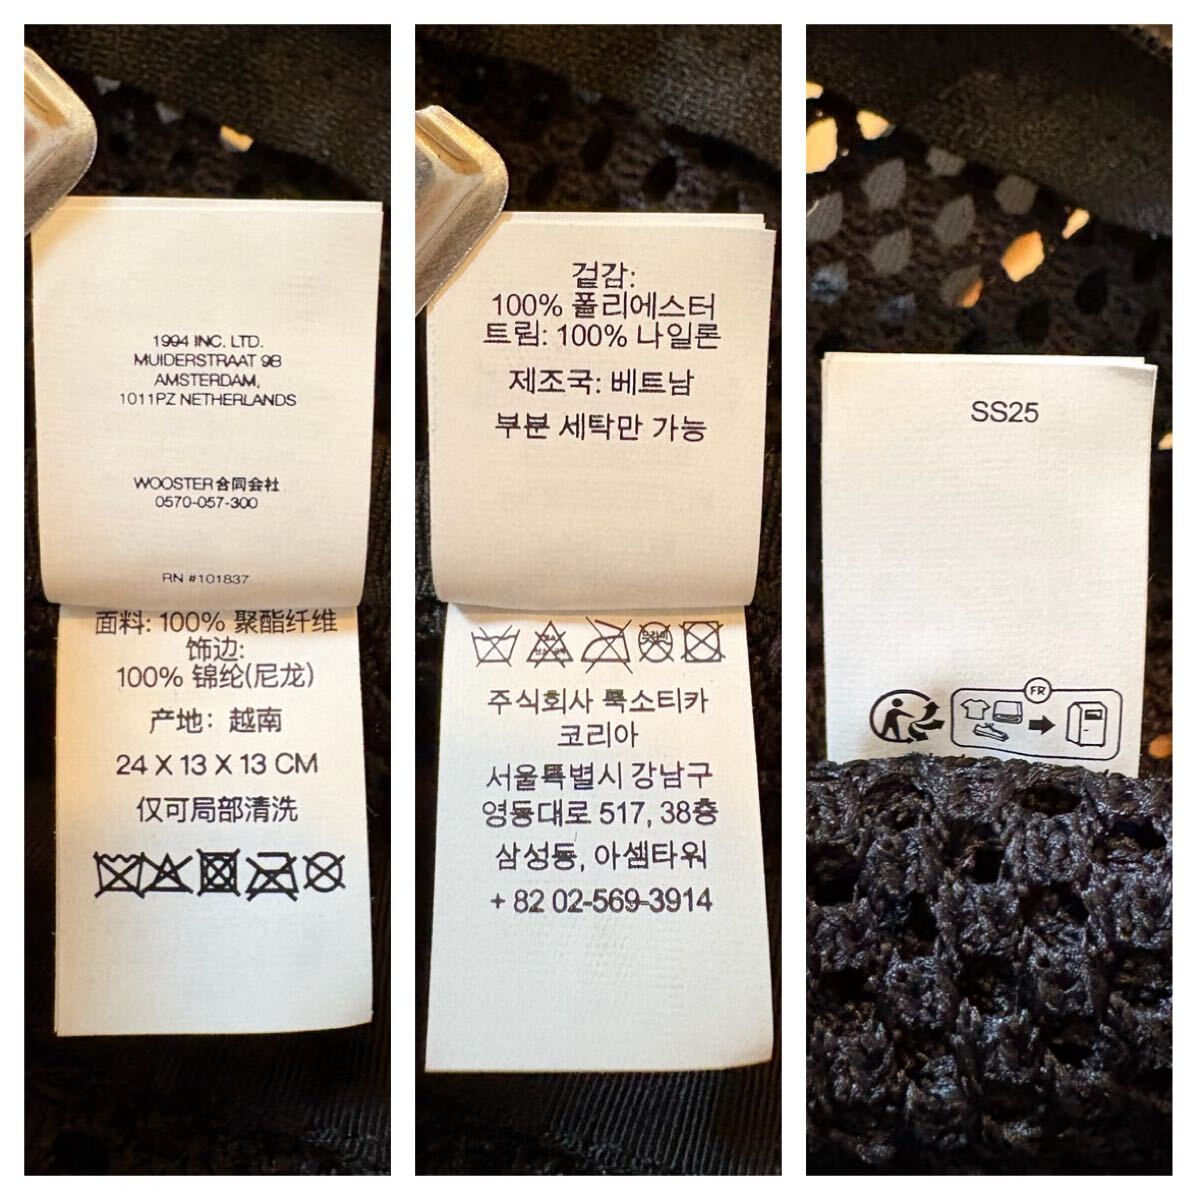 1994 INC. LTD.
MUIDERSTRAAT 9B
AMSTERDAM,
1011PZ NETHERLANDS
WOOSTER合同会社
0570-057-300
RN #101837
面料: 100% 聚酯纤维
饰边:
100% 锦纶(尼龙)
产地: 越南
24 X 13 X 13 CM
仅可局部清洗
겉감:
100% 폴리에스터
트림: 100% 나일론
제조국: 베트남
부분 세탁만 가능
주식회사 룩소티카
코리아
서울특별시 강남구
영동대로 517, 38층
삼성동, 아셈타워
+ 82 02-569-3914
SS25
FR